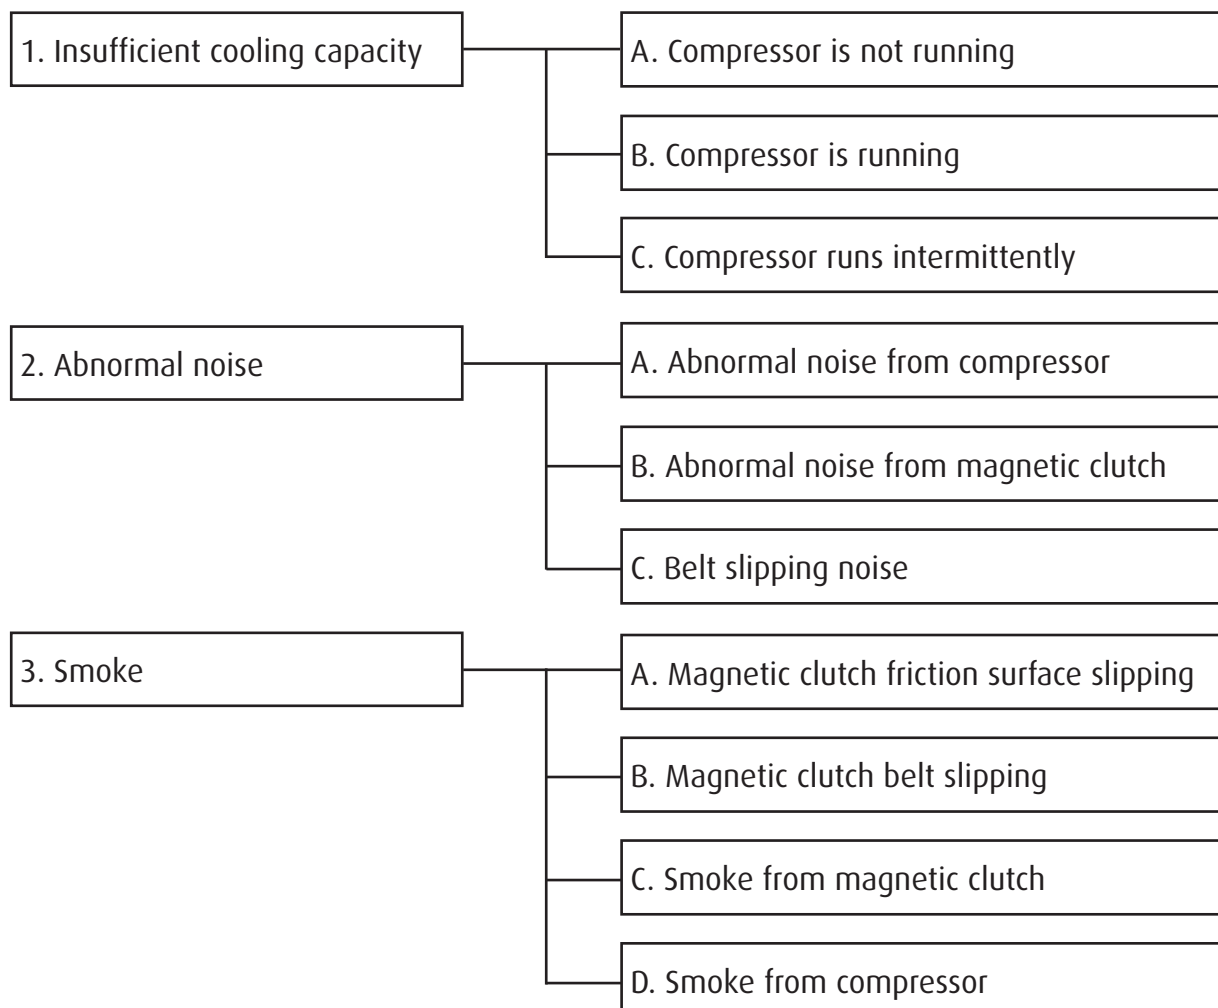 1. Insufficient cooling capacity
A. Compressor is not running
B. Compressor is running
C. Compressor runs intermittently
2. Abnormal noise
A. Abnormal noise from compressor
B. Abnormal noise from magnetic clutch
C. Belt slipping noise
3. Smoke
A. Magnetic clutch friction surface slipping
B. Magnetic clutch belt slipping
C. Smoke from magnetic clutch
D. Smoke from compressor